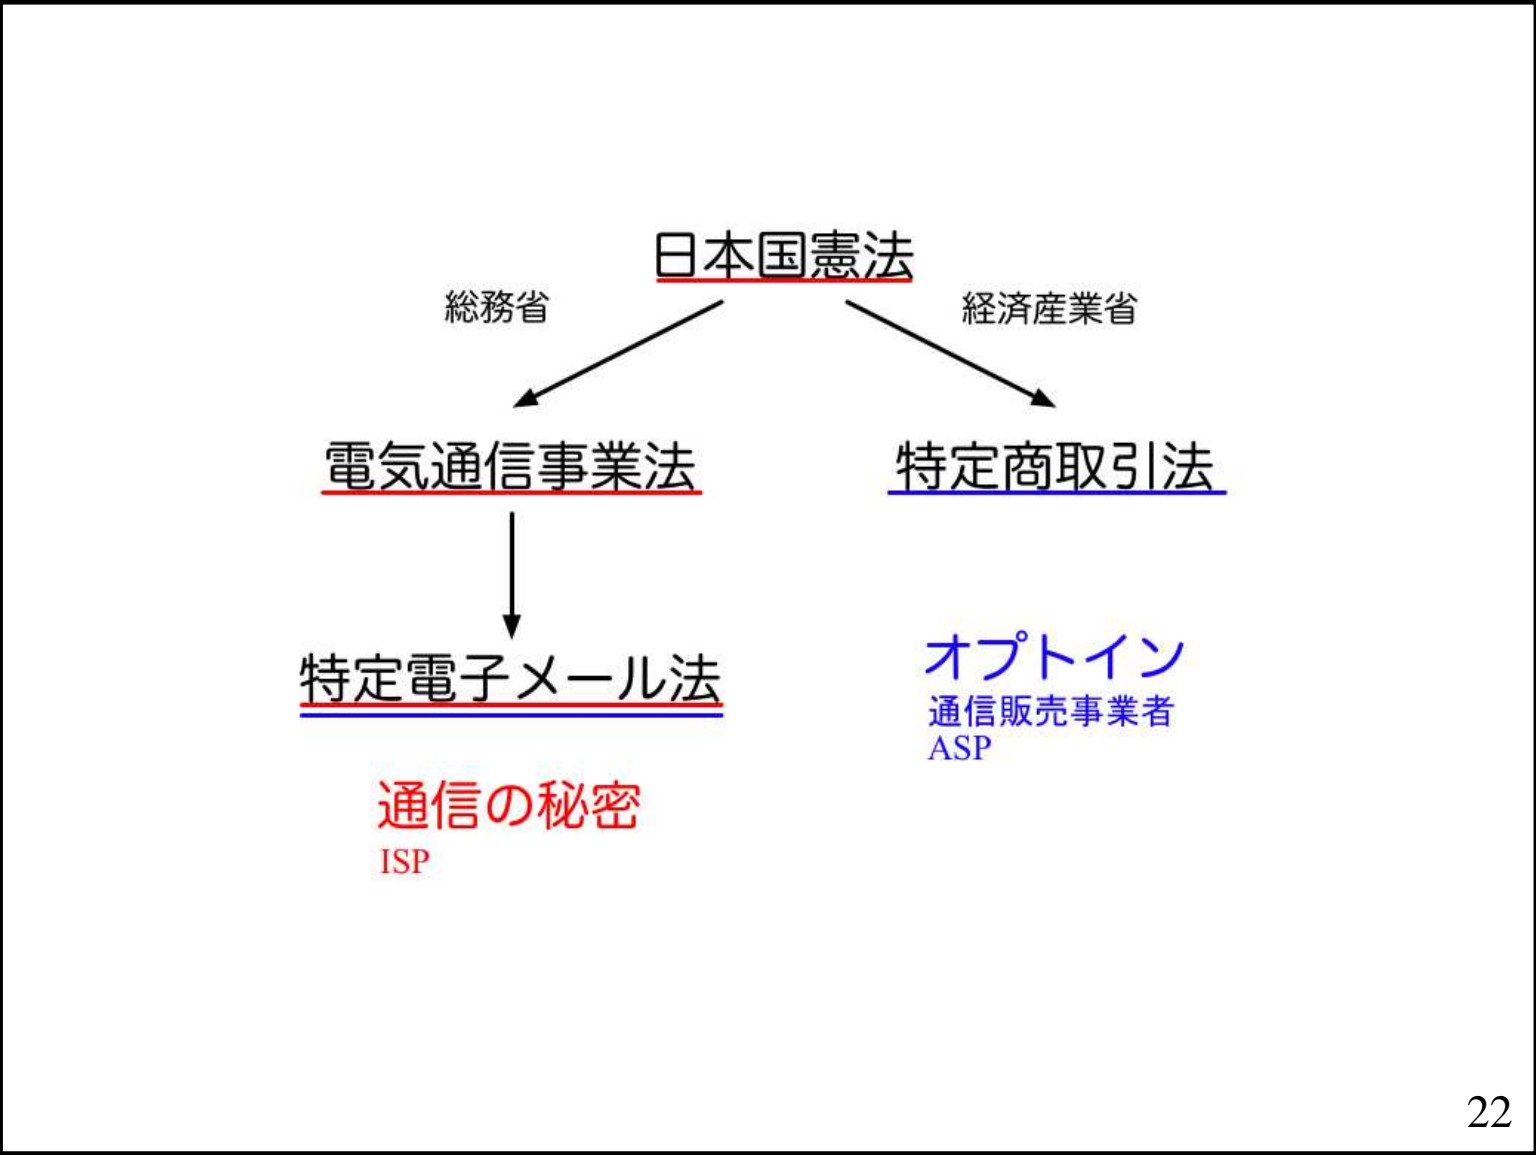 日本国憲法
総務省
経済産業省
電気通信事業法
特定商取引法
特定電子メール法
オプトイン
通信販売事業者
ASP
通信の秘密
ISP
22